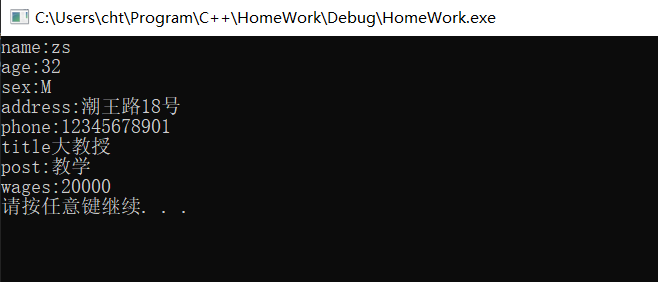 C:\Users\cht\Program\C++\HomeWork\Debug\HomeWork.exe
name:zs
age:32
sex:M
address:潮王路18号
phone:12345678901
title大教授
post:教学
wages:20000
请按任意键继续. . .